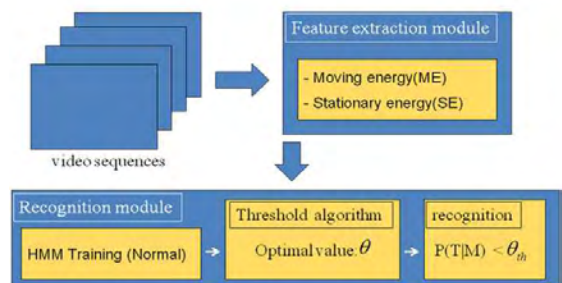 video sequences
Feature extraction module
- Moving energy(ME)
- Stationary energy(SE)
Recognition module
HMM Training (Normal)
Threshold algorithm
Optimal value: θ
recognition
P(T|M) < θth